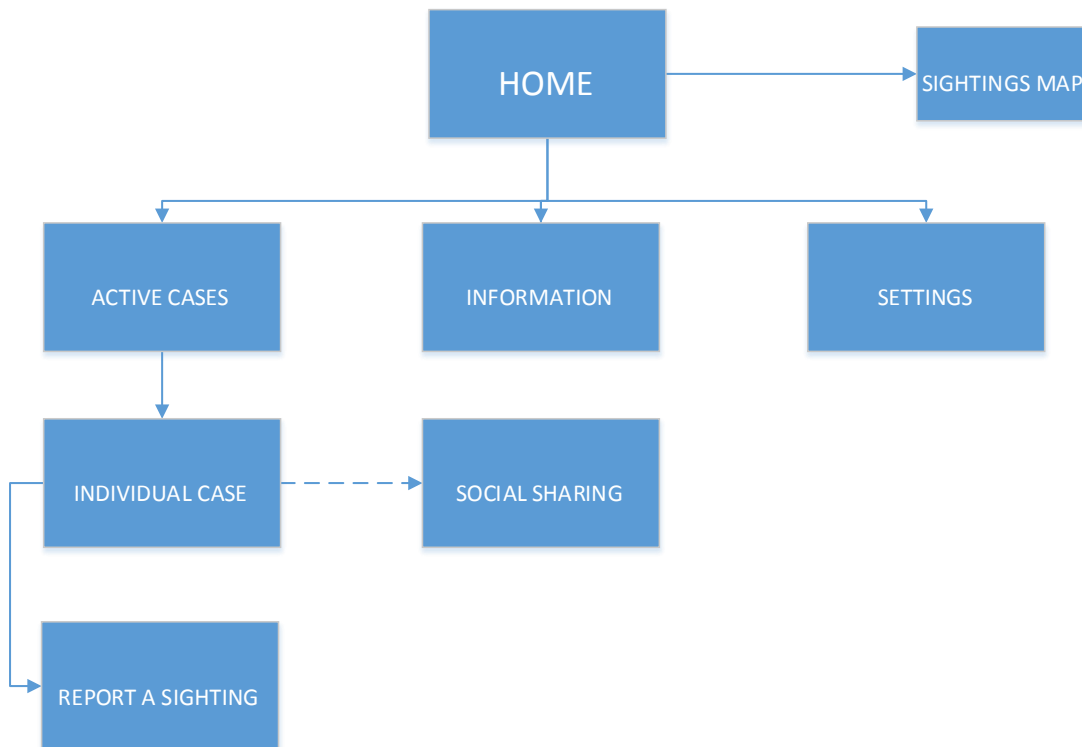 HOME
SIGHTINGS MAP
ACTIVE CASES
INFORMATION
SETTINGS
INDIVIDUAL CASE
SOCIAL SHARING
REPORT A SIGHTING